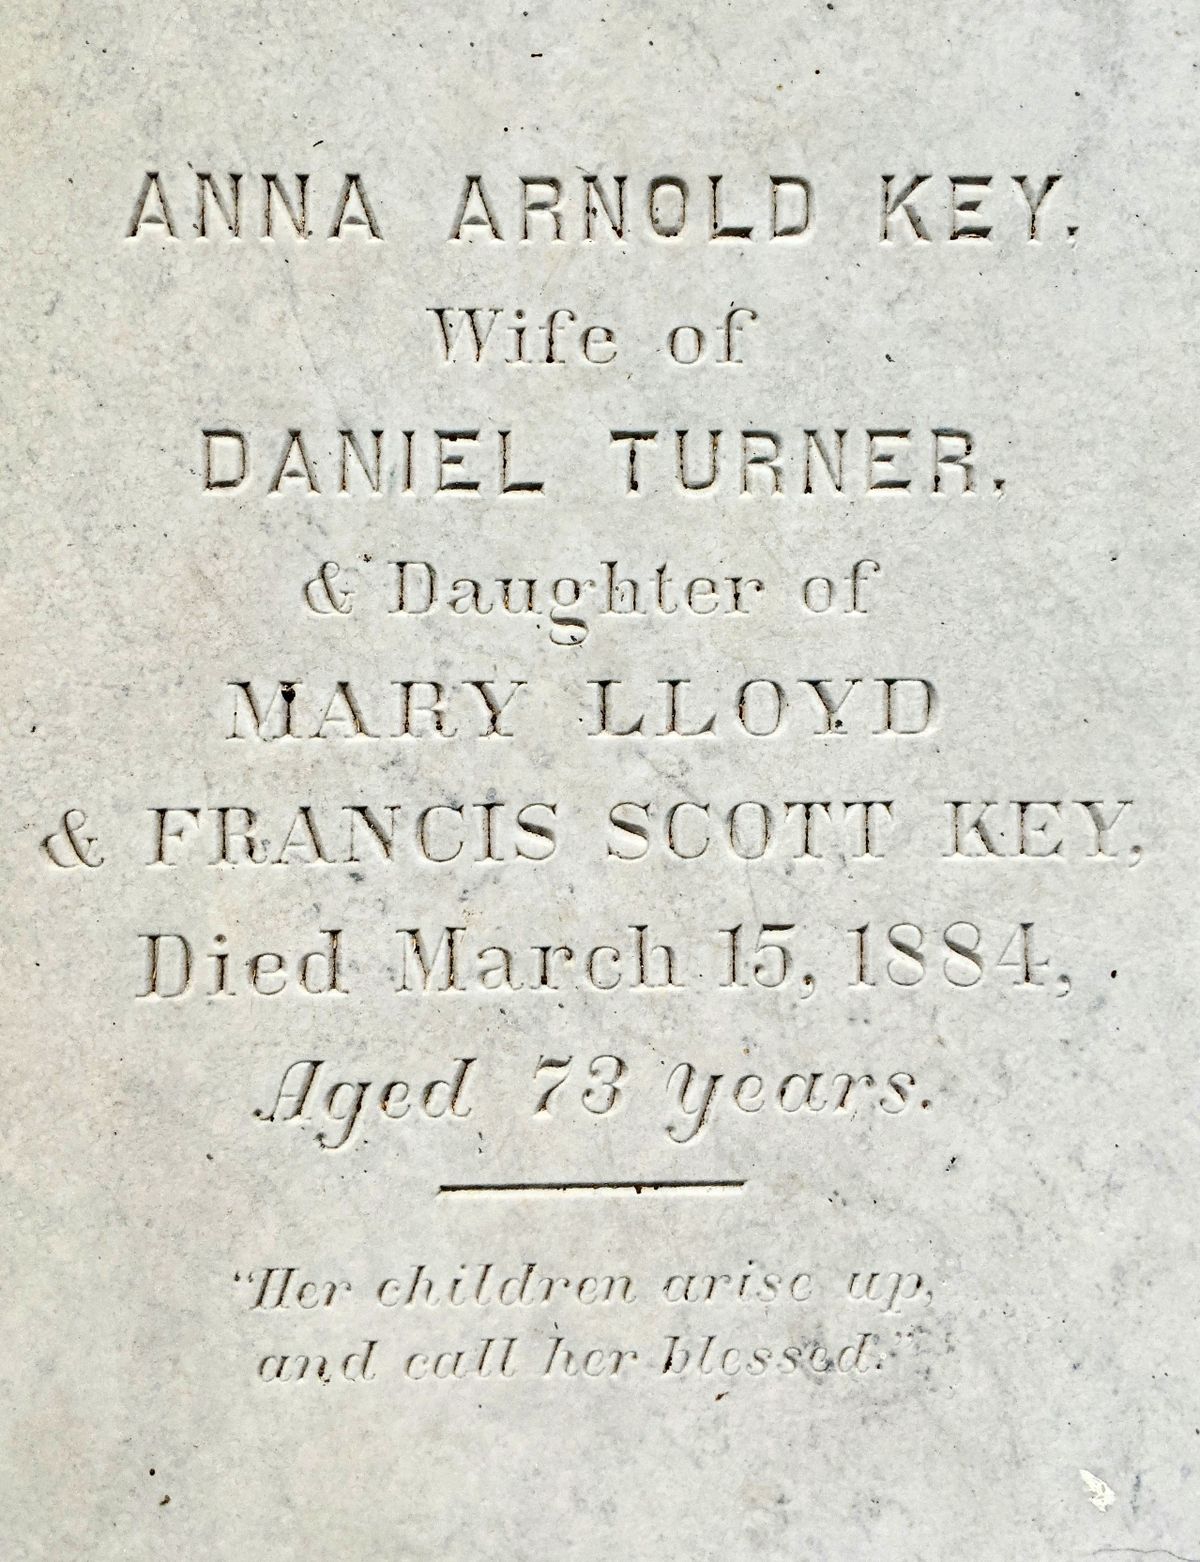 ANNA ARNOLD KEY,
Wife of
DANIEL TURNER,
& Daughter of
MARY LLOYD
& FRANCIS SCOTT KEY,
Died March 15, 1884,
Aged 73 years.
"Her children arise up,
and call her blessed."